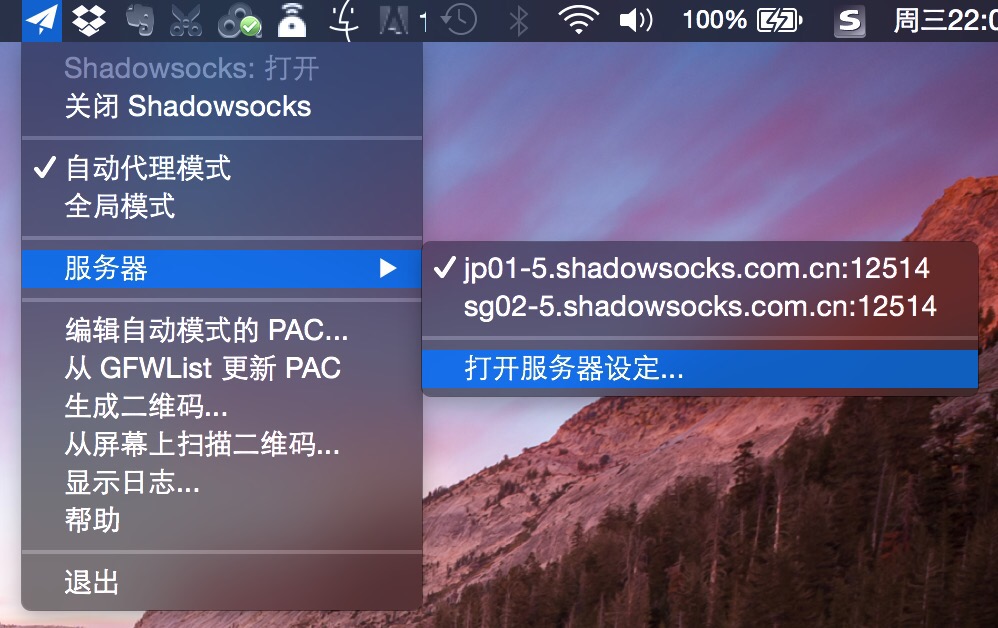 1 100% S 周三22:0
Shadowsocks: 打开
关闭 Shadowsocks
自动代理模式
全局模式
服务器
jp01-5.shadowsocks.com.cn:12514
sg02-5.shadowsocks.com.cn:12514
打开服务器设定...
编辑自动模式的 PAC...
从 GFWList 更新 PAC
生成二维码...
从屏幕上扫描二维码...
显示日志...
帮助
退出